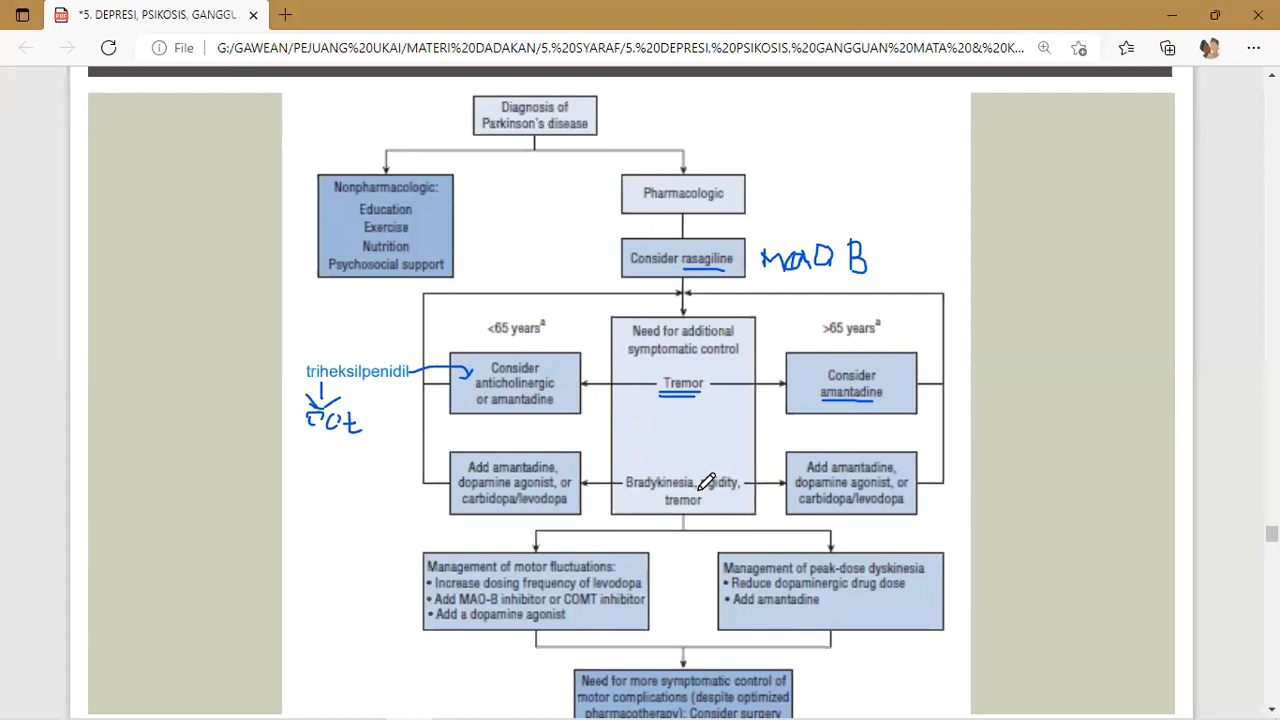 *5. DEPRESI, PSIKOSIS, GANGGU
File
G:/GAWEAN/PEJUANG%20UKAI/MATERI%20DADAKAN/5.%20SYARAF/5.%20DEPRESI,%20PSIKOSIS,%20GANGGUAN%20MATA%20&%20K...
Diagnosis of
Parkinson's disease
Nonpharmacologic:
Education
Exercise
Nutrition
Psychosocial support
Pharmacologic
Consider rasagiline
MaO B
<65 yearsª
Need for additional
symptomatic control
>65 yearsª
triheksilpenidil
Consider
anticholinergic
or amantadine
Tremor
Consider
amantadine
Add amantadine,
dopamine agonist, or
carbidopa/levodopa
Bradykinesia,
tremor
Add amantadine,
dopamine agonist, or
carbidopa/levodopa
Management of motor fluctuations:
• Increase dosing frequency of levodopa
• Add MAO-B inhibitor or COMT inhibitor
• Add a dopamine agonist
Management of peak-dose dyskinesia
• Reduce dopaminergic drug dose
• Add amantadine
Need for more symptomatic control of
motor complications (despite optimized
pharmacotherapy): Consider surgery